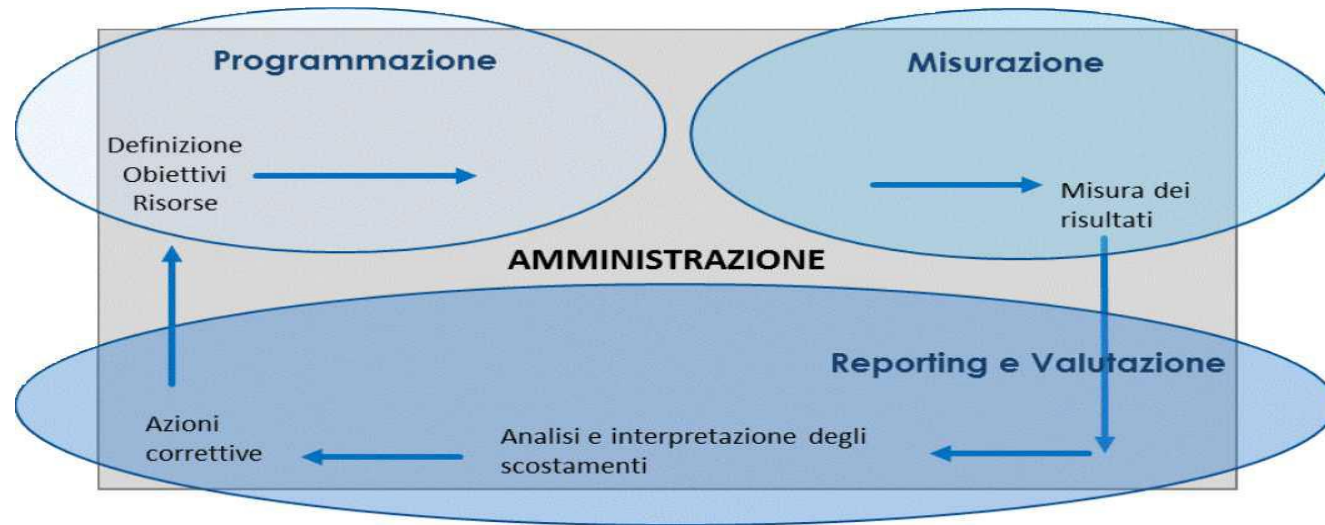 Programmazione
Misurazione
Definizione
Obiettivi
Risorse
Misura dei
risultati
AMMINISTRAZIONE
Reporting e Valutazione
Azioni
correttive
Analisi e interpretazione degli
scostamenti